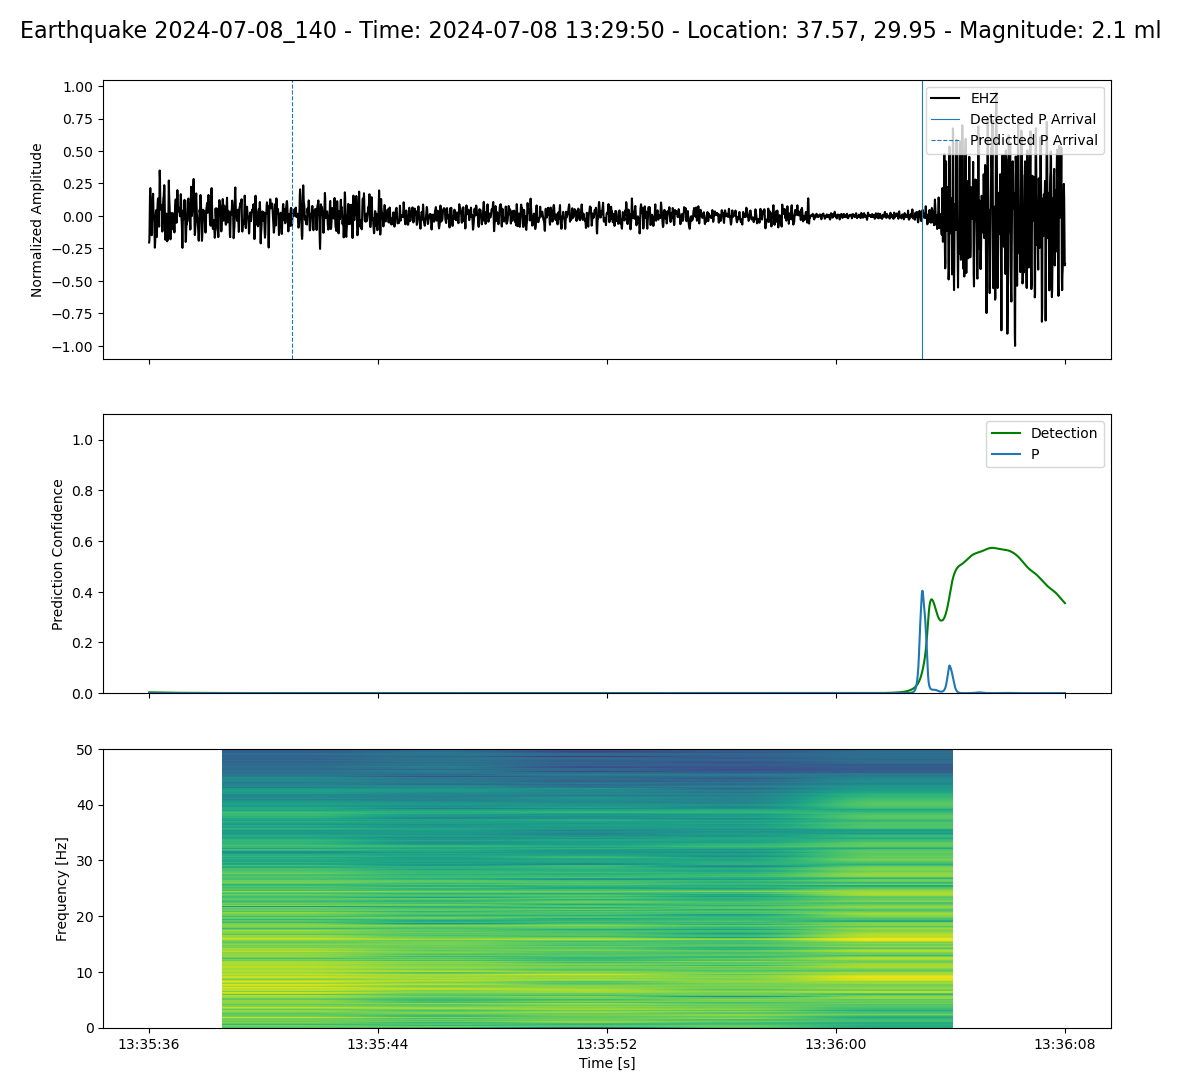 Earthquake 2024-07-08_140 - Time: 2024-07-08 13:29:50 - Location: 37.57, 29.95 - Magnitude: 2.1 ml
1.00
0.75
0.50
0.25
0.00
−0.25
−0.50
−0.75
−1.00
Normalized Amplitude
EHZ
Detected P Arrival
Predicted P Arrival
1.0
0.8
0.6
0.4
0.2
0.0
Prediction Confidence
Detection
P
50
40
30
20
10
0
Frequency [Hz]
13:35:36 13:35:44 13:35:52 13:36:00 13:36:08
Time [s]